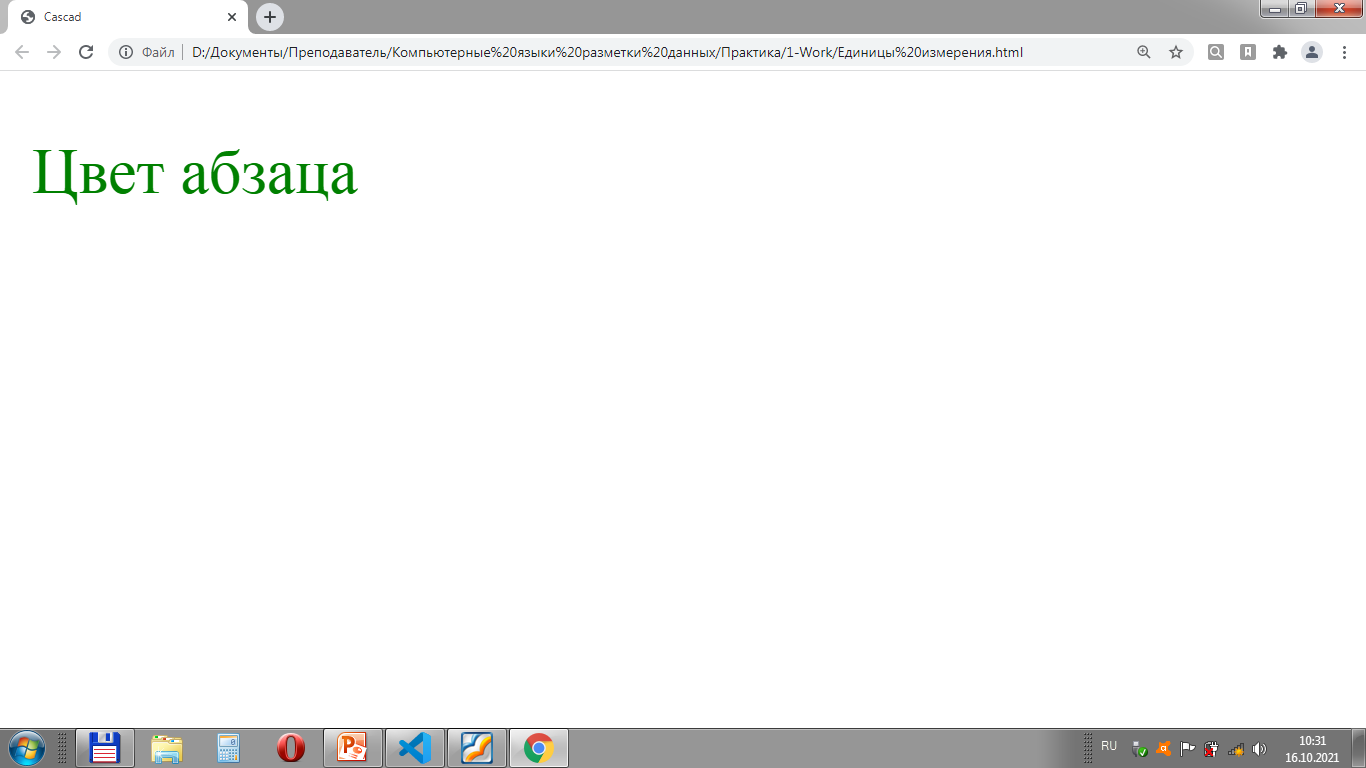 Cascad
Файл D:/Документы/Преподаватель/Компьютерные%20языки%20разметки%20данных/Практика/1-Work/Единицы%20измерения.html
Цвет абзаца
RU
10:31
16.10.2021